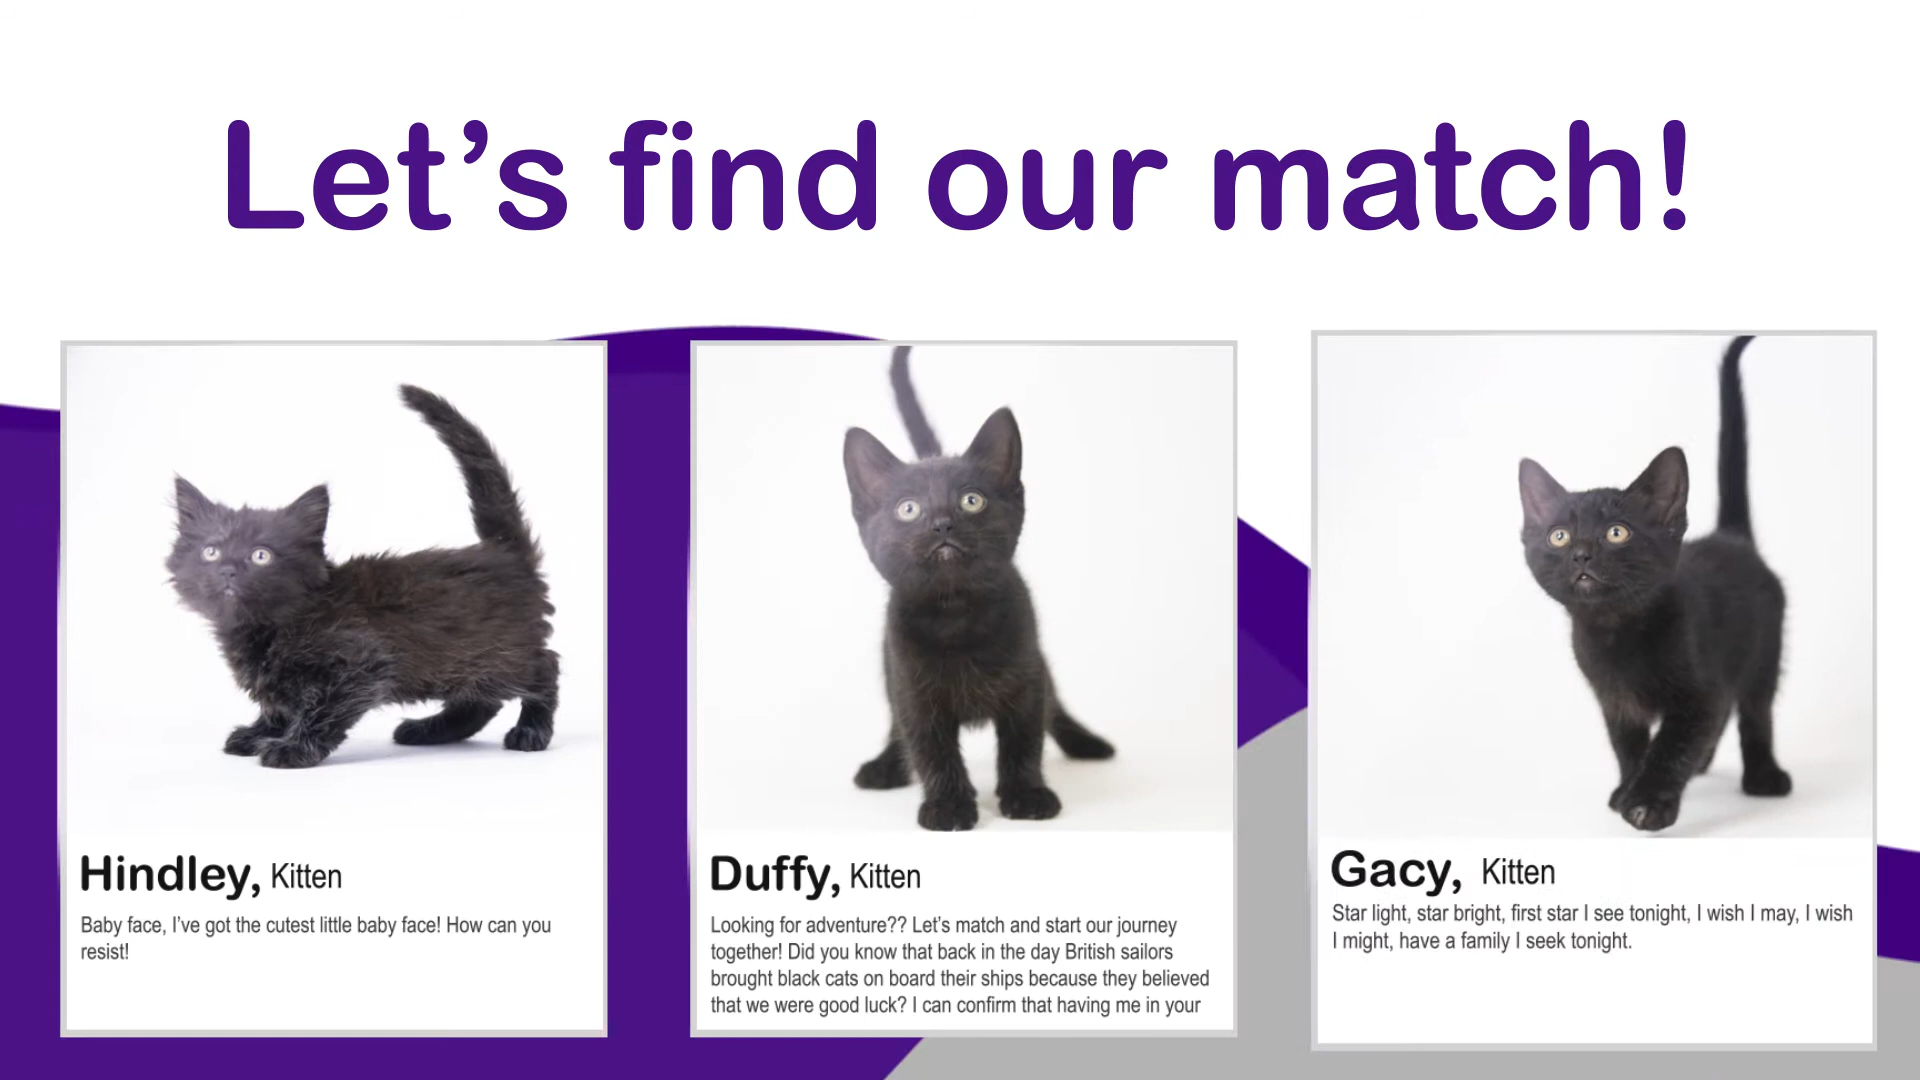 Let’s find our match!
Hindley, Kitten
Baby face, I’ve got the cutest little baby face! How can you
resist!
Duffy, Kitten
Looking for adventure?? Let’s match and start our journey
together! Did you know that back in the day British sailors
brought black cats on board their ships because they believed
that we were good luck? I can confirm that having me in your
Gacy, Kitten
Star light, star bright, first star I see tonight, I wish I may, I wish
I might, have a family I seek tonight.